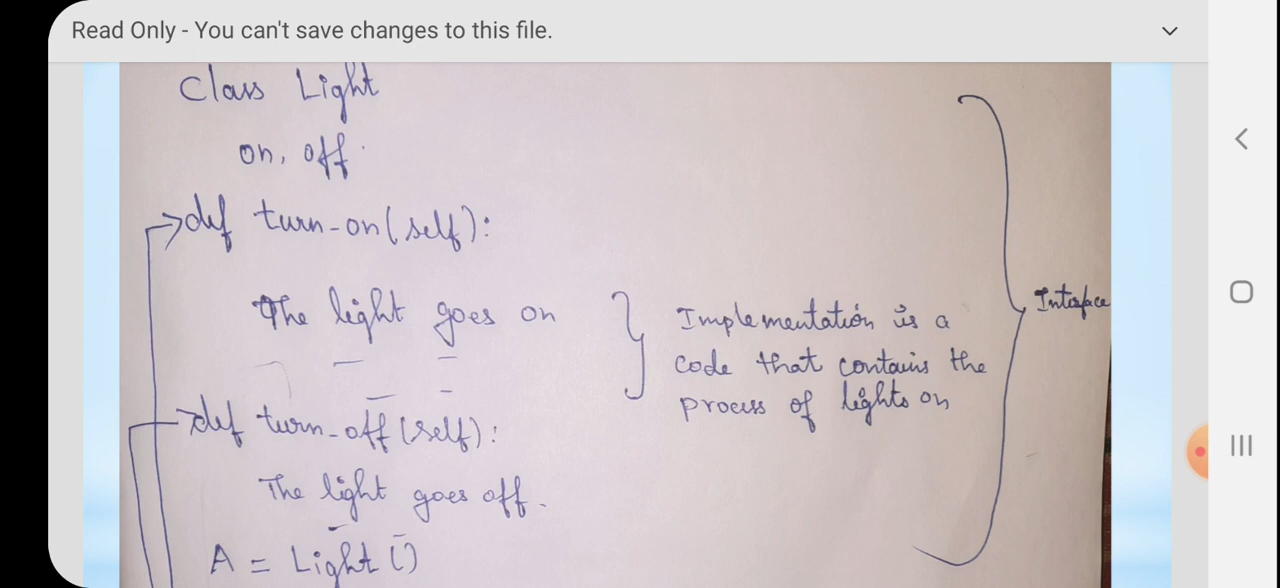 Read Only - You can't save changes to this file.
Class Light
on, off
def turn-on(self):
The light goes on
Implementation is a
code that contains the
process of lights on
Interface
def turn-off(self):
The light goes off.
A = Light ()